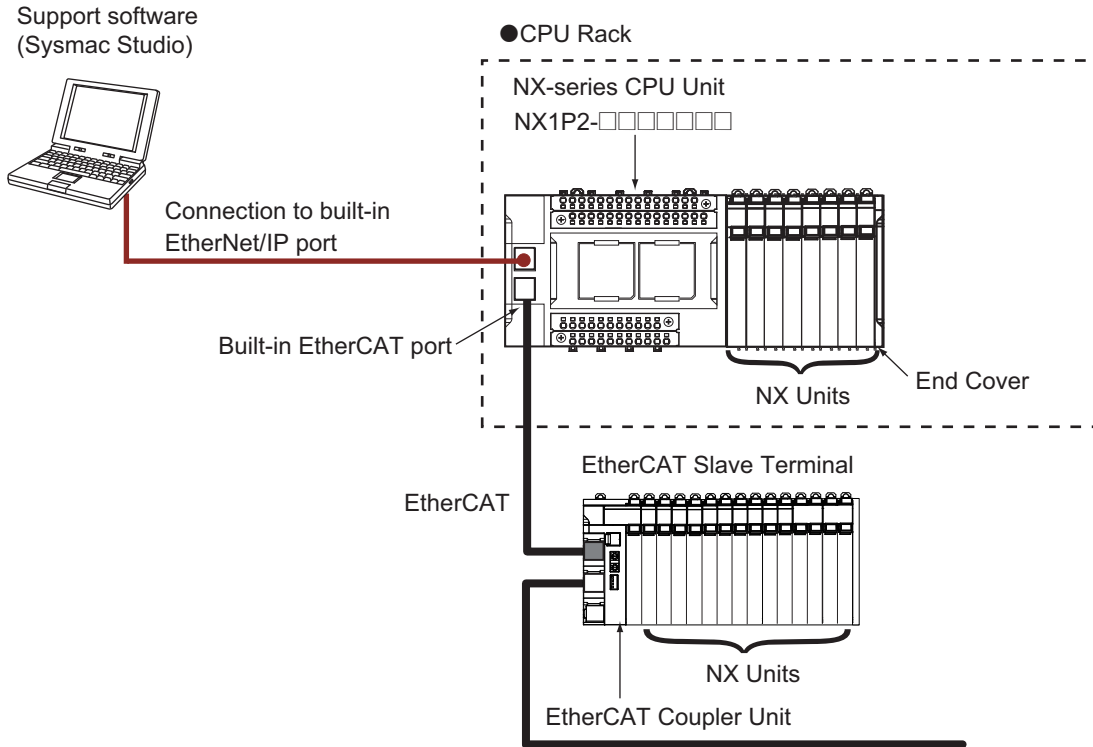 Support software
(Sysmac Studio)
●CPU Rack
NX-series CPU Unit
NX1P2-□□□□□□□
Connection to built-in
EtherNet/IP port
Built-in EtherCAT port
End Cover
NX Units
EtherCAT Slave Terminal
EtherCAT
NX Units
EtherCAT Coupler Unit